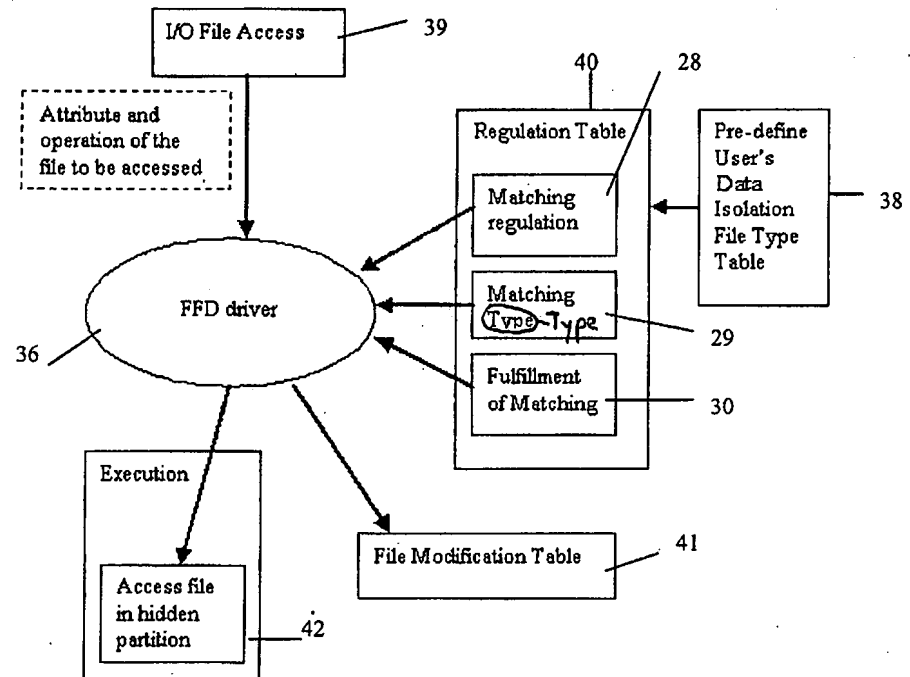 I/O File Access
39
Attribute and
operation of the
file to be accessed
40
28
Regulation Table
Matching
regulation
Pre-define
User's
Data
Isolation
File Type
Table
38
FFD driver
36
Matching
Type-Type
29
Fulfillment
of Matching
30
Execution
Access file
in hidden
partition
42
File Modification Table
41